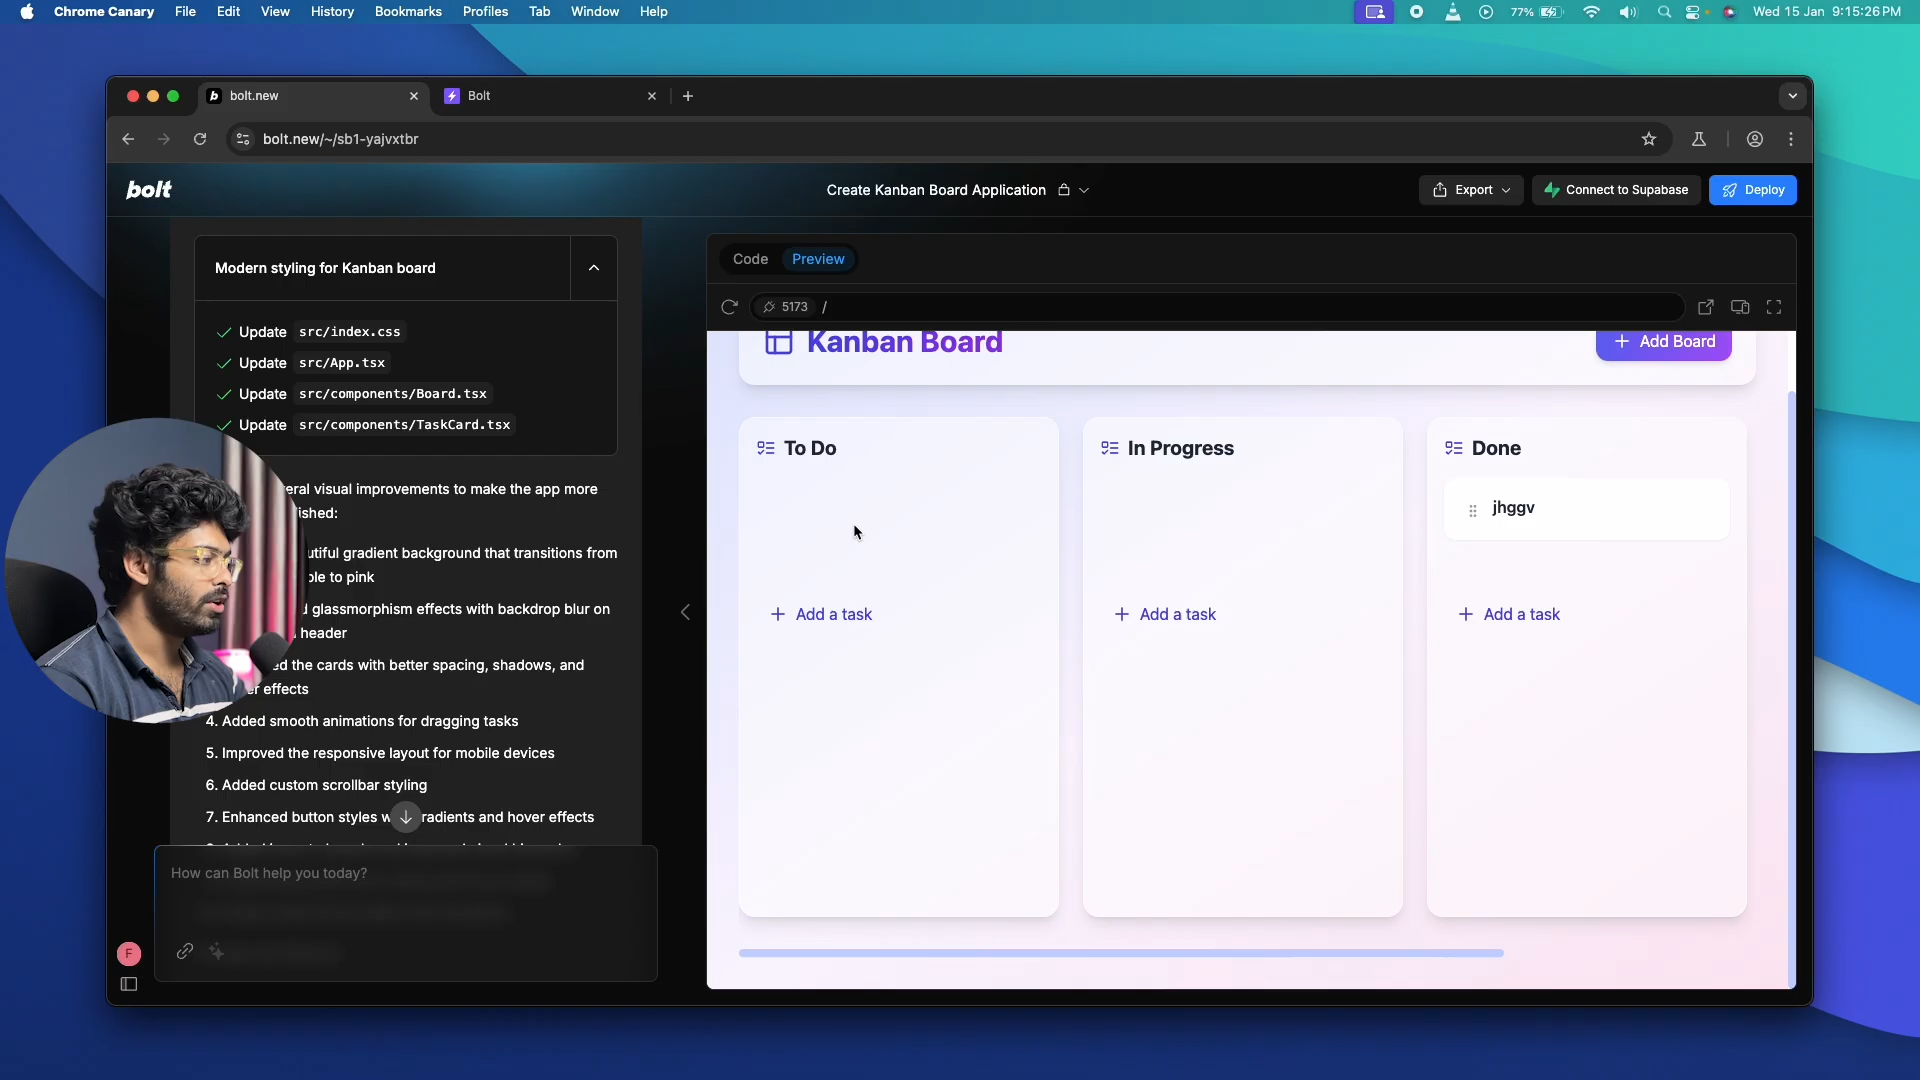 Chrome Canary File Edit View History Bookmarks Profiles Tab Window Help
77% Wed 15 Jan 9:15:26 PM
bolt.new
Bolt
bolt.new/~/sb1-yajvxtbr
bolt
Create Kanban Board Application
Export
Connect to Supabase
Deploy
Modern styling for Kanban board
Update src/index.css
Update src/App.tsx
Update src/components/Board.tsx
Update src/components/TaskCard.tsx
visual improvements to make the app more
gradient background that transitions from
to pink
glassmorphism effects with backdrop blur on
header
the cards with better spacing, shadows, and
effects
4. Added smooth animations for dragging tasks
5. Improved the responsive layout for mobile devices
6. Added custom scrollbar styling
7. Enhanced button styles and hover effects
How can Bolt help you today?
F
Code
Preview
5173
/
Kanban Board
Add Board
To Do
Add a task
In Progress
Add a task
Done
jhggv
Add a task